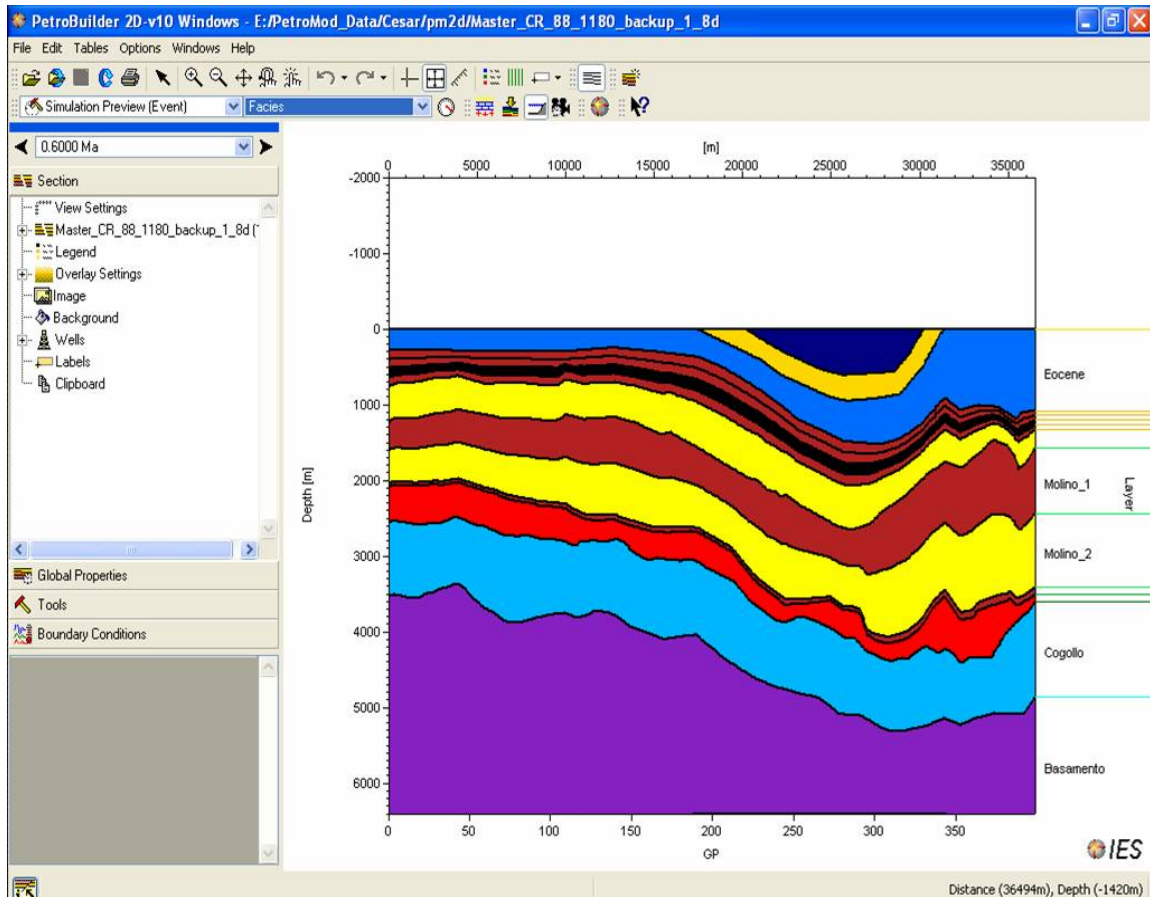 PetroBuilder 2D-v10 Windows - E:/PetroMod_Data/Cesar/pm2d/Master_CR_88_1180_backup_1_8d
File Edit Tables Options Windows Help
Simulation Preview (Event) Facies
0.6000 Ma
Section
View Settings
Master_CR_88_1180_backup_1_8d (
Legend
Overlay Settings
Image
Background
Wells
Labels
Clipboard
Global Properties
Tools
Boundary Conditions
[m]
0 5000 10000 15000 20000 25000 30000 35000
-2000
-1000
0
1000
2000
3000
4000
5000
6000
Depth [m]
0 50 100 150 200 250 300 350
GP
Eocene
Molino_1
Molino_2
Cogollo
Basamento
Layer
IES
Distance (36494m), Depth (-1420m)